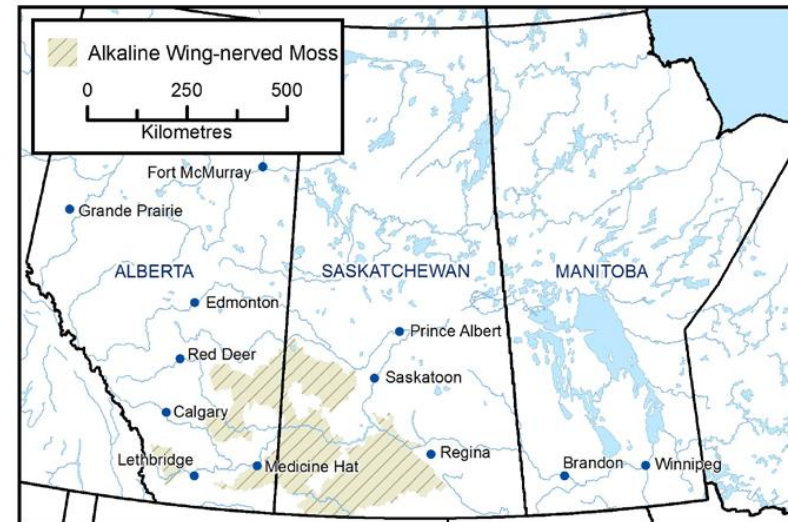 Alkaline Wing-nerved Moss
0 250 500
Kilometres
Fort McMurray
Grande Prairie
ALBERTA SASKATCHEWAN MANITOBA
Edmonton
Prince Albert
Red Deer
Saskatoon
Calgary
Lethbridge
Medicine Hat
Regina
Brandon
Winnipeg